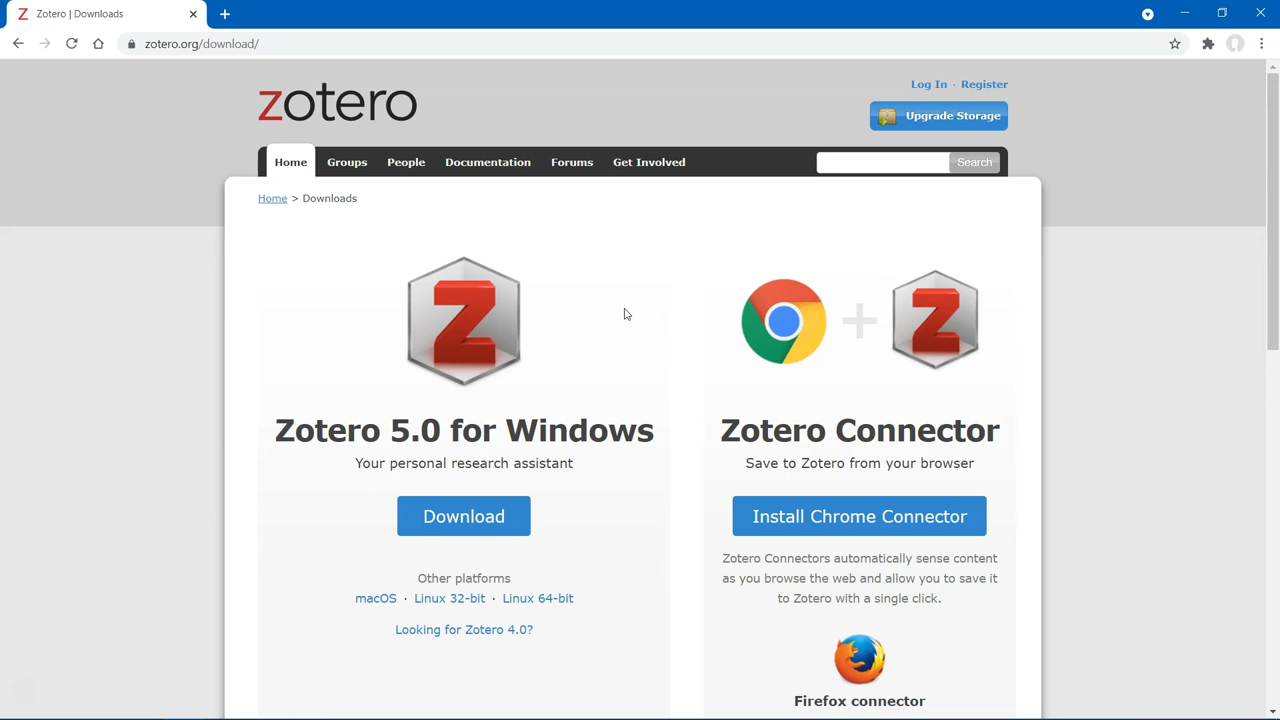 Zotero | Downloads
zotero.org/download/
zotero
Log In · Register
Upgrade Storage
Home Groups People Documentation Forums Get Involved Search
Home > Downloads
Z
Z
Zotero 5.0 for Windows
Your personal research assistant
Download
Other platforms
macOS · Linux 32-bit · Linux 64-bit
Looking for Zotero 4.0?
Zotero Connector
Save to Zotero from your browser
Install Chrome Connector
Zotero Connectors automatically sense content
as you browse the web and allow you to save it
to Zotero with a single click.
Firefox connector